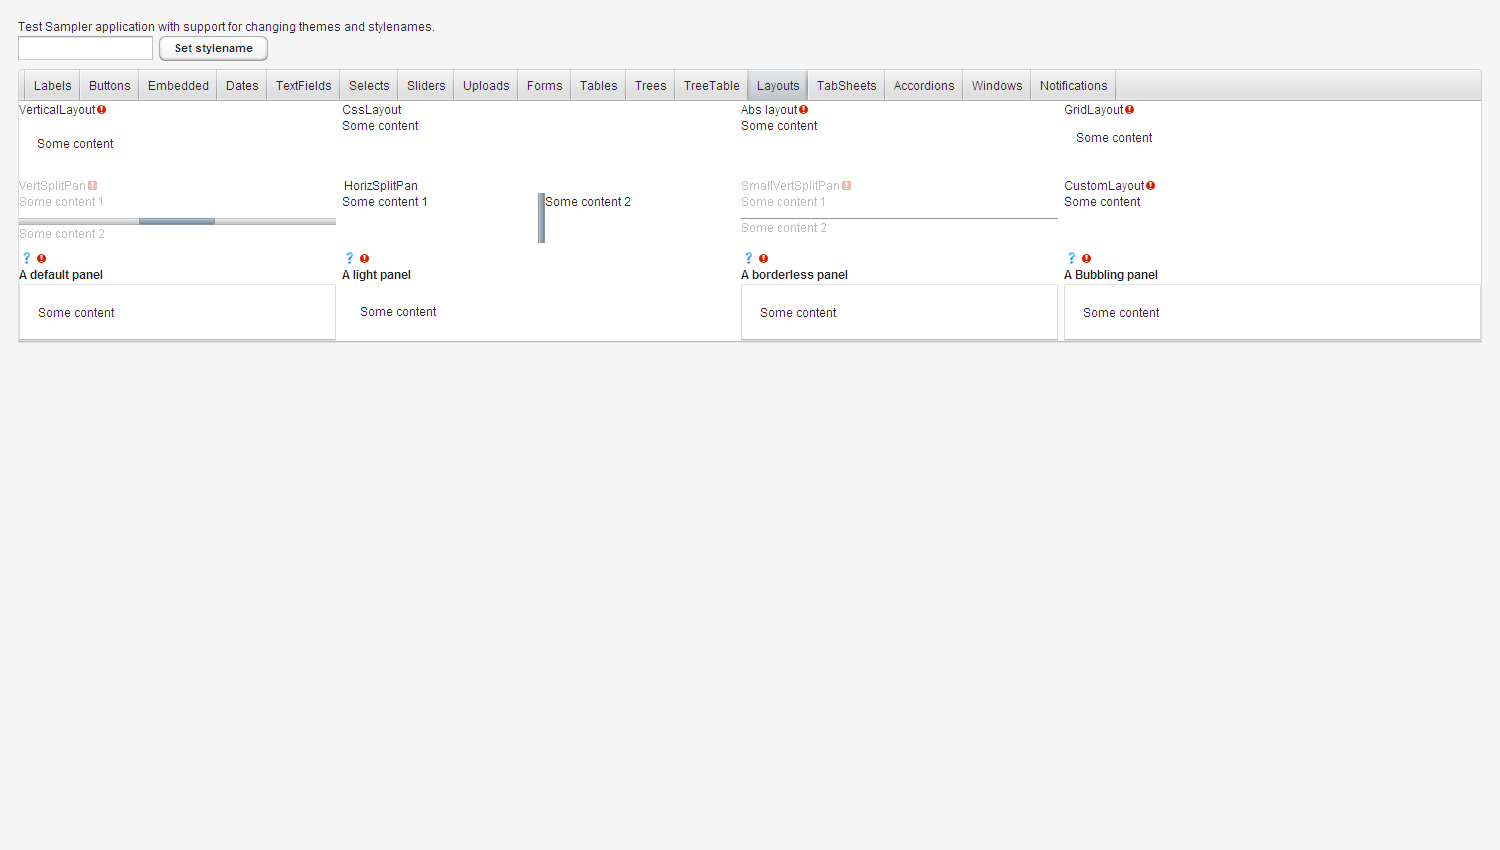 Test Sampler application with support for changing themes and stylenames.
Set stylename
Labels Buttons Embedded Dates TextFields Selects Sliders Uploads Forms Tables Trees TreeTable Layouts TabSheets Accordions Windows Notifications
VerticalLayout CssLayout Abs layout GridLayout
Some content Some content Some content Some content
VertSplitPan HorizSplitPan SmallVertSplitPan CustomLayout
Some content 1 Some content 1 Some content 2 Some content 1 Some content
Some content 2 Some content 2
? ? ? ?
A default panel A light panel A borderless panel A Bubbling panel
Some content Some content Some content Some content